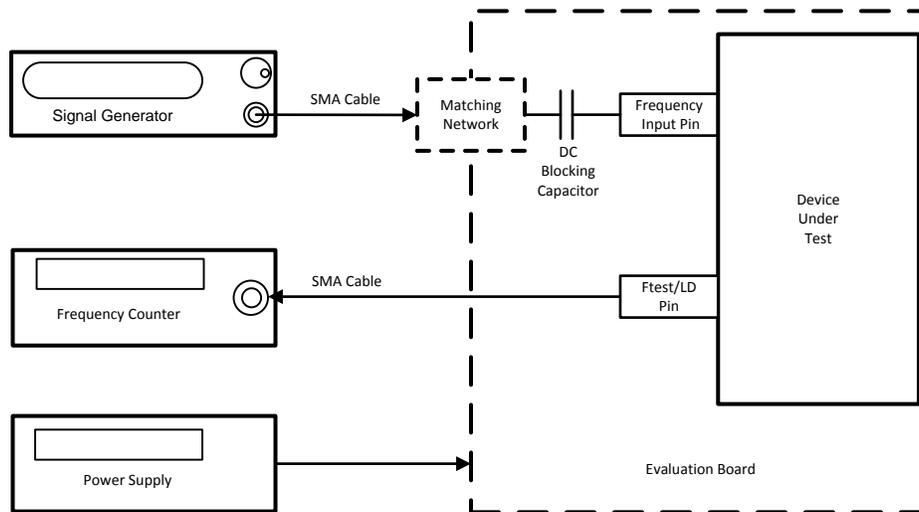 Signal Generator
SMA Cable
Matching
Network
DC
Blocking
Capacitor
Frequency
Input Pin
Device
Under
Test
Frequency Counter
SMA Cable
Ftest/LD
Pin
Power Supply
Evaluation Board